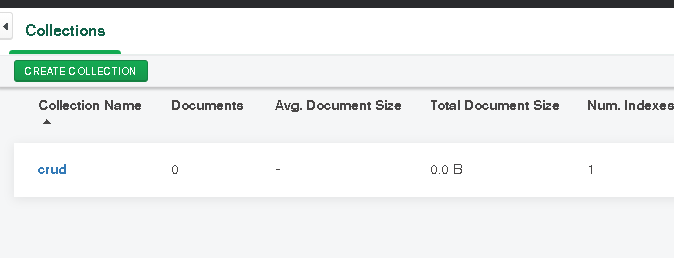 Collections
CREATE COLLECTION
Collection Name Documents Avg. Document Size Total Document Size Num. Indexes
crud 0 - 0.0 B 1